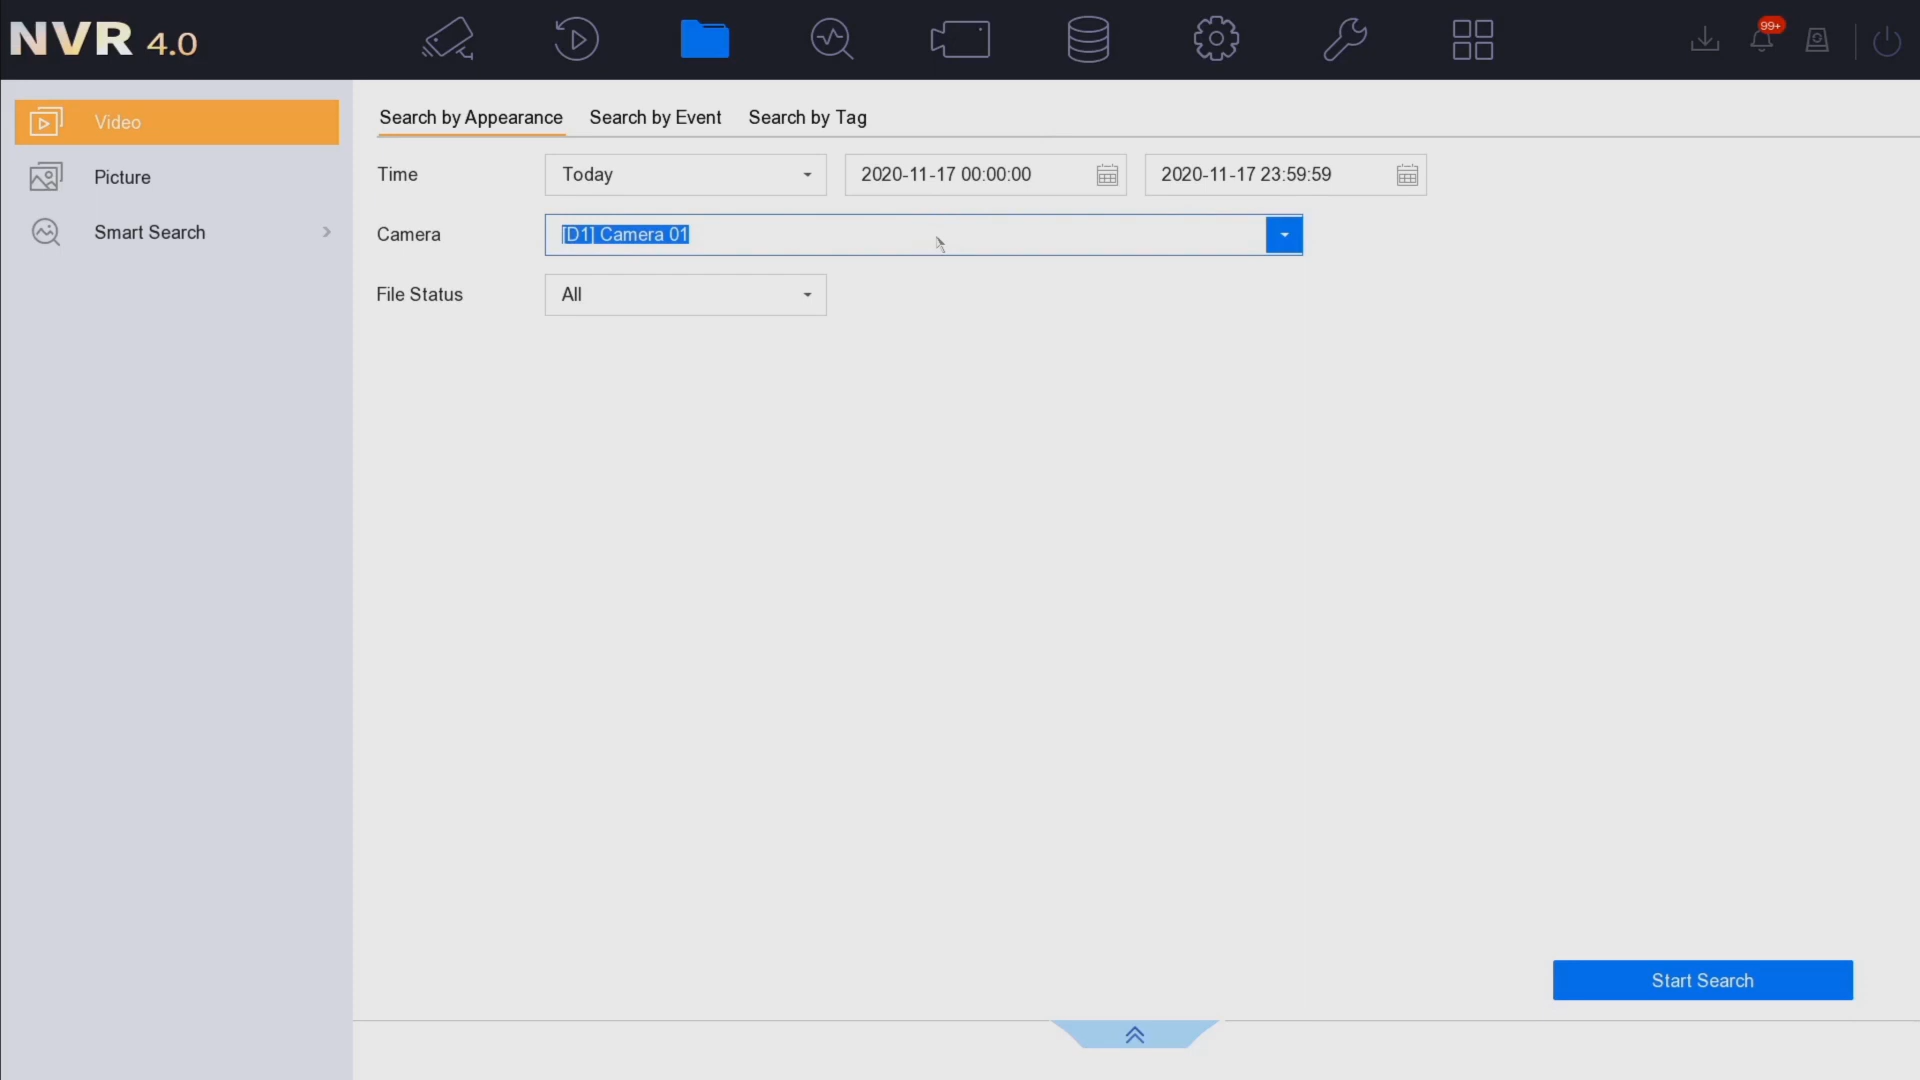 NVR 4.0
99+
Video
Picture
Smart Search
Search by Appearance Search by Event Search by Tag
Time Today 2020-11-17 00:00:00 2020-11-17 23:59:59
Camera [D1] Camera 01
File Status All
Start Search